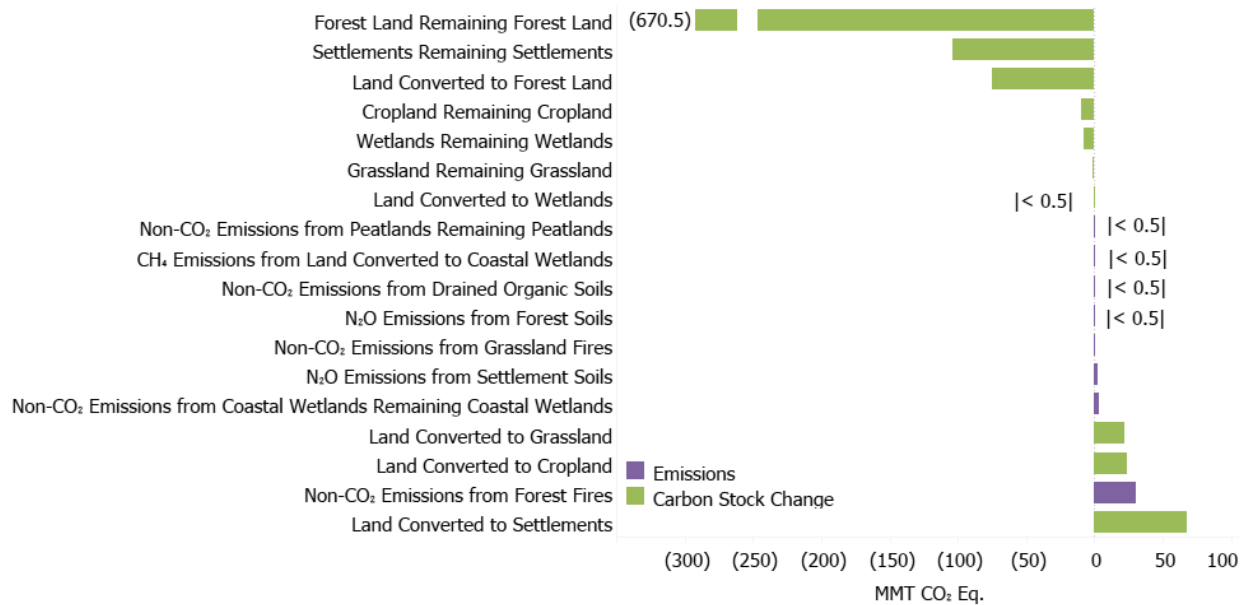 Forest Land Remaining Forest Land (670.5)
Settlements Remaining Settlements
Land Converted to Forest Land
Cropland Remaining Cropland
Wetlands Remaining Wetlands
Grassland Remaining Grassland
Land Converted to Wetlands |< 0.5|
Non-CO₂ Emissions from Peatlands Remaining Peatlands |< 0.5|
CH₄ Emissions from Land Converted to Coastal Wetlands |< 0.5|
Non-CO₂ Emissions from Drained Organic Soils |< 0.5|
N₂O Emissions from Forest Soils |< 0.5|
Non-CO₂ Emissions from Grassland Fires
N₂O Emissions from Settlement Soils
Non-CO₂ Emissions from Coastal Wetlands Remaining Coastal Wetlands
Land Converted to Grassland
Land Converted to Cropland
Non-CO₂ Emissions from Forest Fires
Land Converted to Settlements
Emissions
Carbon Stock Change
(300) (250) (200) (150) (100) (50) 0 50 100
MMT CO₂ Eq.